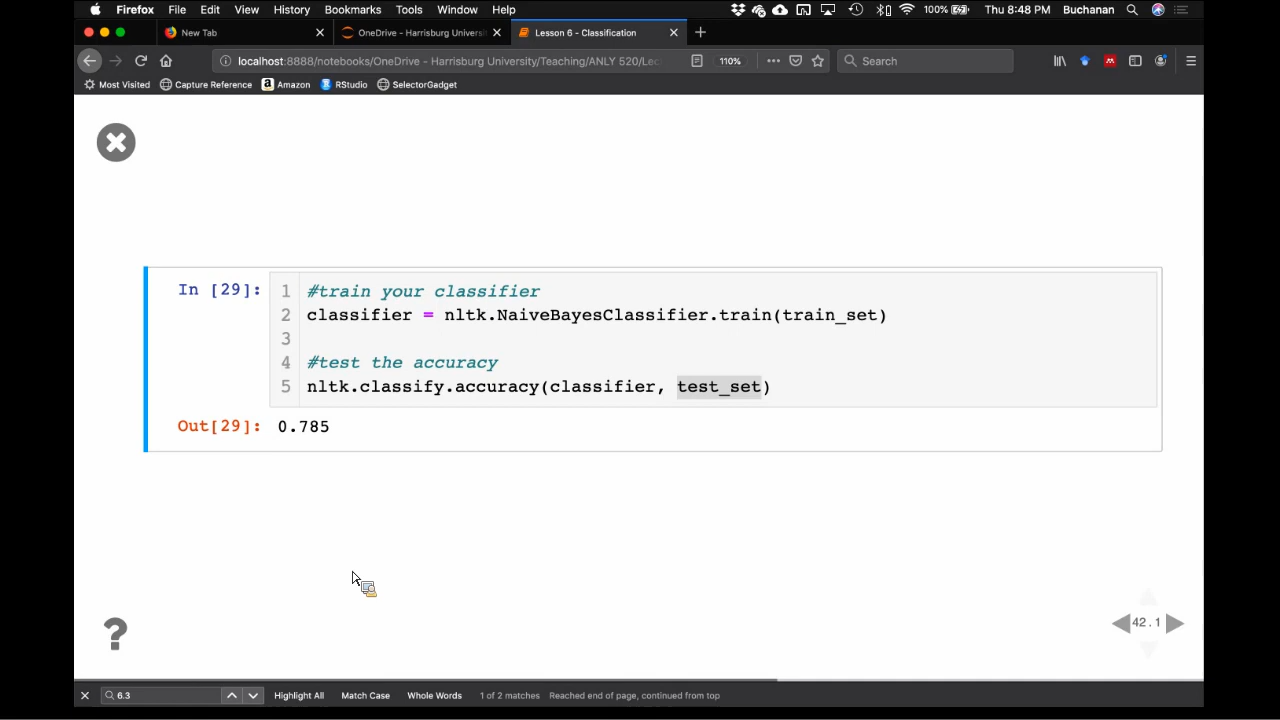 Firefox File Edit View History Bookmarks Tools Window Help 100% Thu 8:48 PM Buchanan
New Tab OneDrive - Harrisburg Universi Lesson 6 - Classification
localhost:8888/notebooks/OneDrive - Harrisburg University/Teaching/ANLY 520/Lec 110% Search
Most Visited Capture Reference Amazon RStudio SelectorGadget
In [29]: 1 #train your classifier
2 classifier = nltk.NaiveBayesClassifier.train(train_set)
3
4 #test the accuracy
5 nltk.classify.accuracy(classifier, test_set)
Out[29]: 0.785
?
42.1
6.3 Highlight All Match Case Whole Words 1 of 2 matches Reached end of page, continued from top